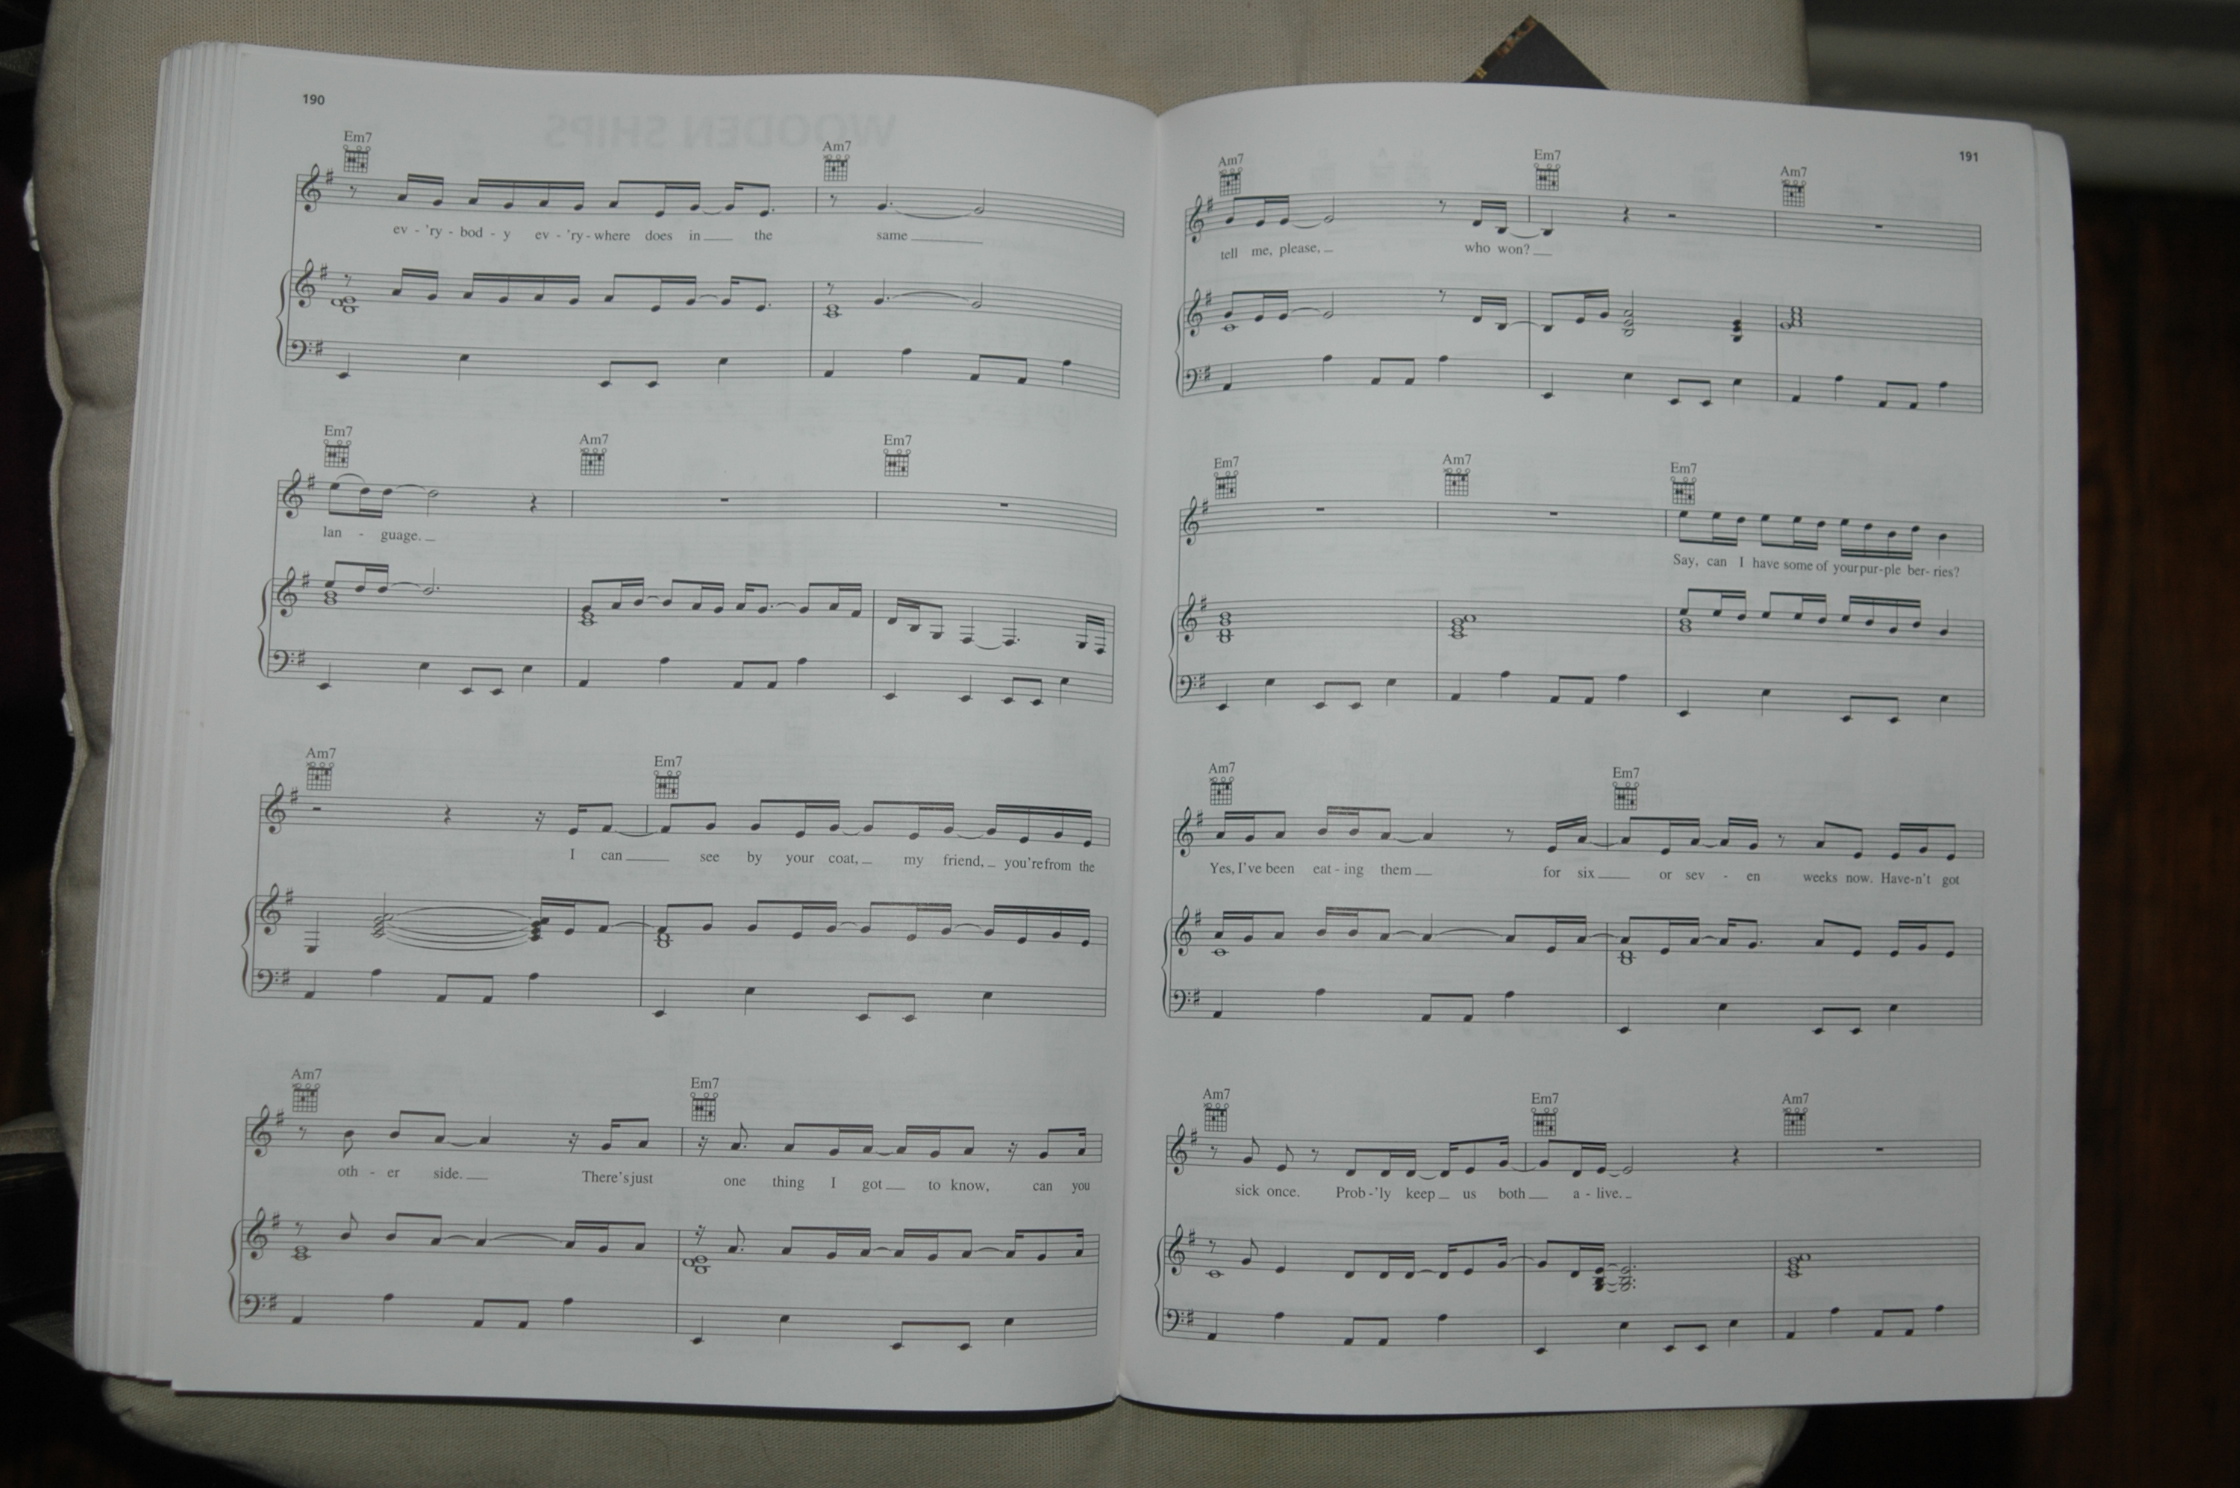 190
WOODEN SHIPS
Em7 Am7
ev - 'ry - bod - y ev - 'ry - where does in the same
Em7 Am7 Em7
lan - guage.
Am7 Em7
I can see by your coat, my friend, you're from the
Am7 Em7
oth - er side. There's just one thing I got to know, can you
191
Am7 Em7 Am7
tell me, please, who won?
Em7 Am7 Em7
Say, can I have some of your pur-ple ber-ries?
Am7 Em7
Yes, I've been eat - ing them for six or sev - en weeks now. Have-n't got
Am7 Em7 Am7
sick once. Prob-'ly keep us both a - live.